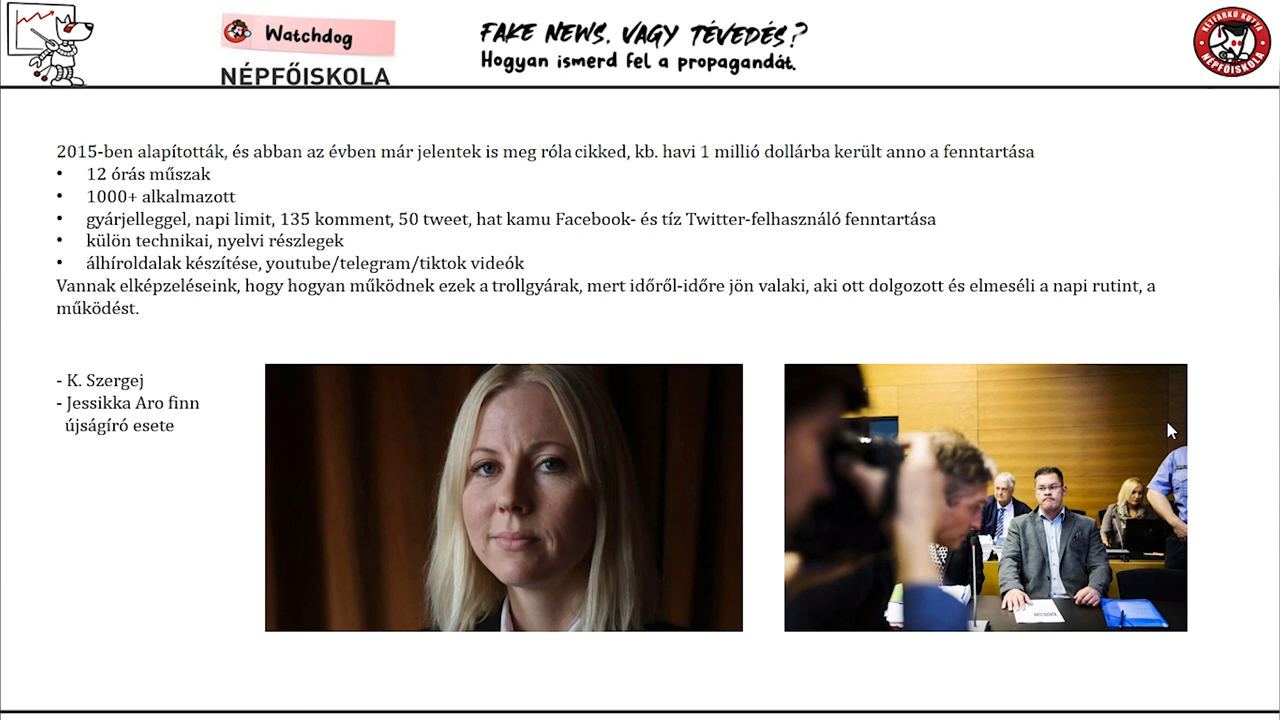 Watchdog
NÉPFŐISKOLA
FAKE NEWS, VAGY TÉVEDÉS?
Hogyan ismerd fel a propagandát.
KÉTFARKÚ KUTYA
NÉPFŐISKOLA
2015-ben alapították, és abban az évben már jelentek is meg róla cikked, kb. havi 1 millió dollárba került anno a fenntartása
• 12 órás műszak
• 1000+ alkalmazott
• gyárjelleggel, napi limit, 135 komment, 50 tweet, hat kamu Facebook- és tíz Twitter-felhasználó fenntartása
• külön technikai, nyelvi részlegek
• álhíroldalak készítése, youtube/telegram/tiktok videók
Vannak elképzeléseink, hogy hogyan működnek ezek a trollgyárak, mert időről-időre jön valaki, aki ott dolgozott és elmeséli a napi rutint, a
működést.
- K. Szergej
- Jessikka Aro finn
újságíró esete